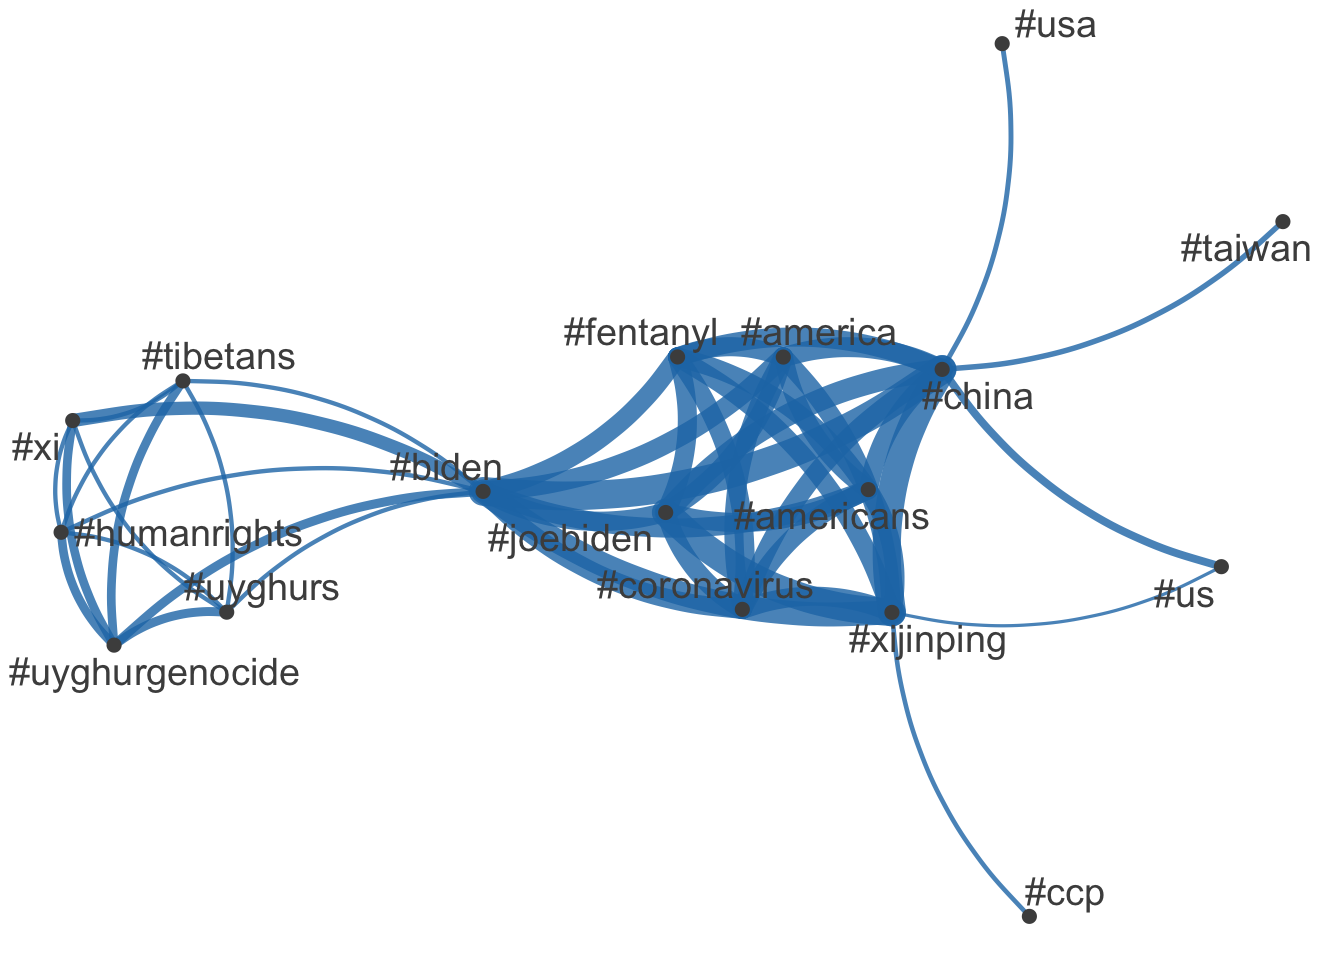 #usa
#taiwan
#fentanyl
#america
#tibetans
#china
#xi
#biden
#americans
#humanrights
#joebiden
#uyghurs
#coronavirus
#us
#xijinping
#uyghurgenocide
#ccp